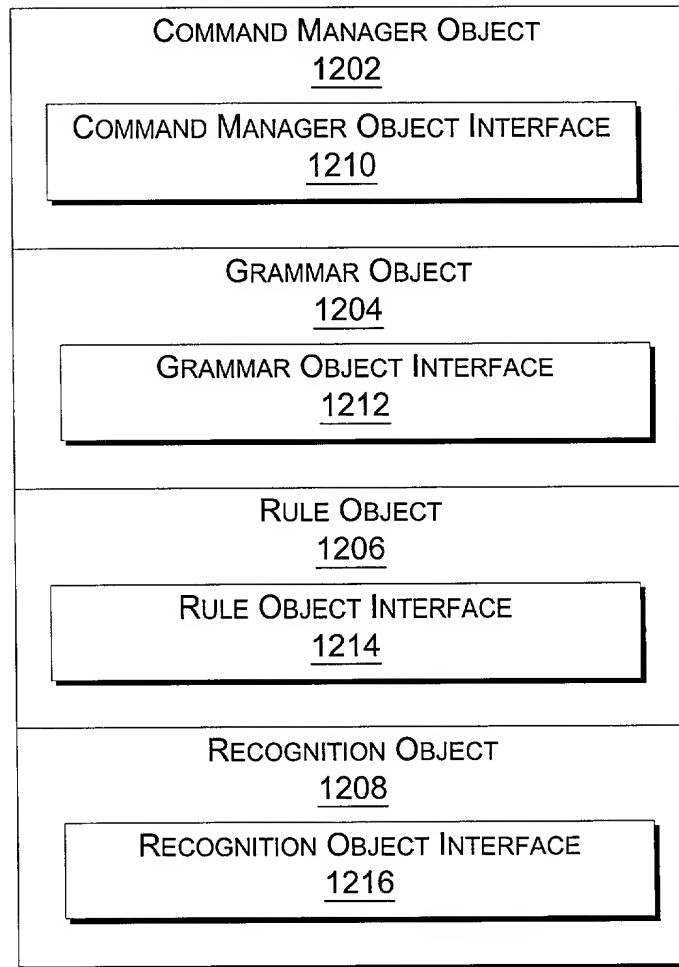 COMMAND MANAGER OBJECT
1202
COMMAND MANAGER OBJECT INTERFACE
1210
GRAMMAR OBJECT
1204
GRAMMAR OBJECT INTERFACE
1212
RULE OBJECT
1206
RULE OBJECT INTERFACE
1214
RECOGNITION OBJECT
1208
RECOGNITION OBJECT INTERFACE
1216